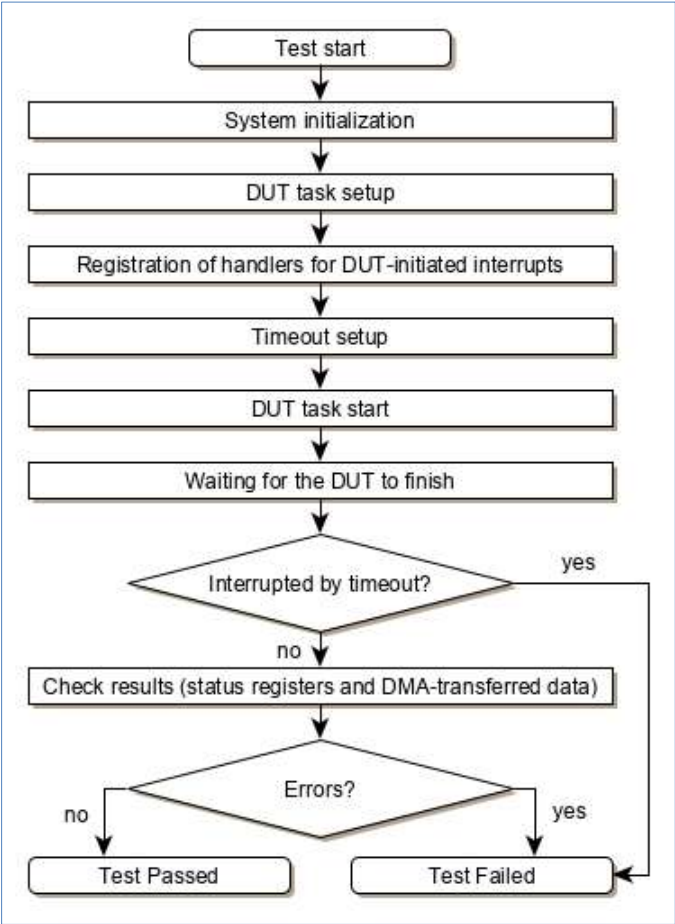 Test start
System initialization
DUT task setup
Registration of handlers for DUT-initiated interrupts
Timeout setup
DUT task start
Waiting for the DUT to finish
Interrupted by timeout?
yes
no
Check results (status registers and DMA-transferred data)
Errors?
no
yes
Test Passed
Test Failed